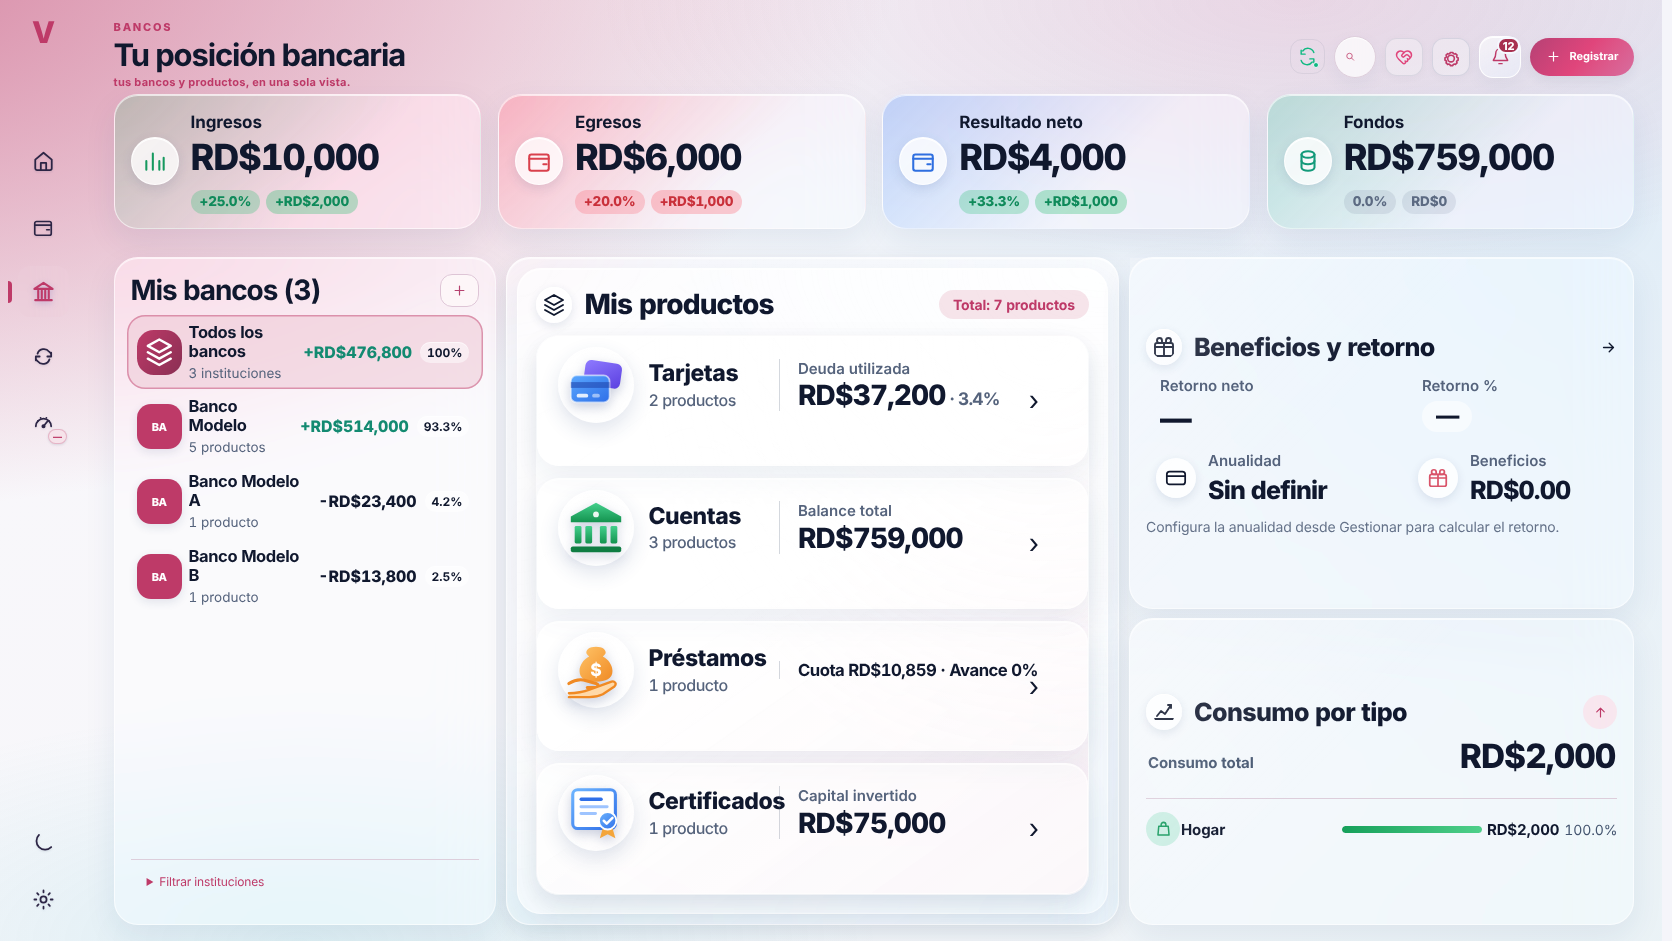 V
BANCOS
Tu posición bancaria
tus bancos y productos, en una sola vista.
12
+ Registrar
Ingresos
RD$10,000
+25.0% +RD$2,000
Egresos
RD$6,000
+20.0% +RD$1,000
Resultado neto
RD$4,000
+33.3% +RD$1,000
Fondos
RD$759,000
0.0% RD$0
Mis bancos (3)
+
Todos los
bancos
3 instituciones
+RD$476,800 100%
BA
Banco
Modelo
5 productos
+RD$514,000 93.3%
BA
Banco Modelo
A
1 producto
-RD$23,400 4.2%
BA
Banco Modelo
B
1 producto
-RD$13,800 2.5%
▶ Filtrar instituciones
Mis productos
Total: 7 productos
Tarjetas
2 productos
Deuda utilizada
RD$37,200 · 3.4%
›
Cuentas
3 productos
Balance total
RD$759,000
›
$
Préstamos
1 producto
Cuota RD$10,859 · Avance 0%
›
Certificados
1 producto
Capital invertido
RD$75,000
›
Beneficios y retorno
→
Retorno neto
—
Retorno %
—
Anualidad
Sin definir
Beneficios
RD$0.00
Configura la anualidad desde Gestionar para calcular el retorno.
Consumo por tipo
↑
Consumo total
RD$2,000
Hogar
RD$2,000 100.0%